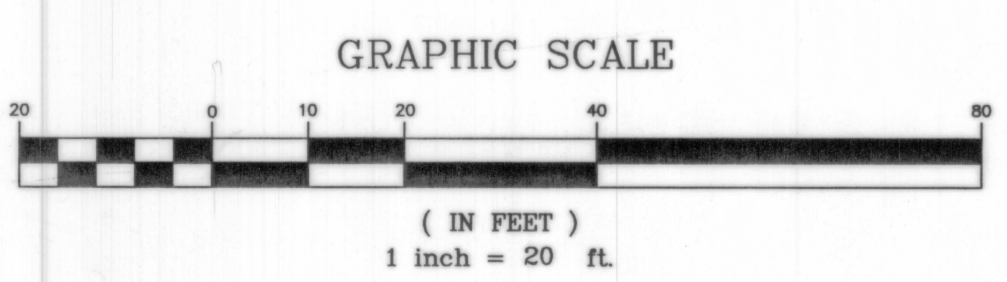 GRAPHIC SCALE
20 0 10 20 40 80
( IN FEET )
1 inch = 20 ft.